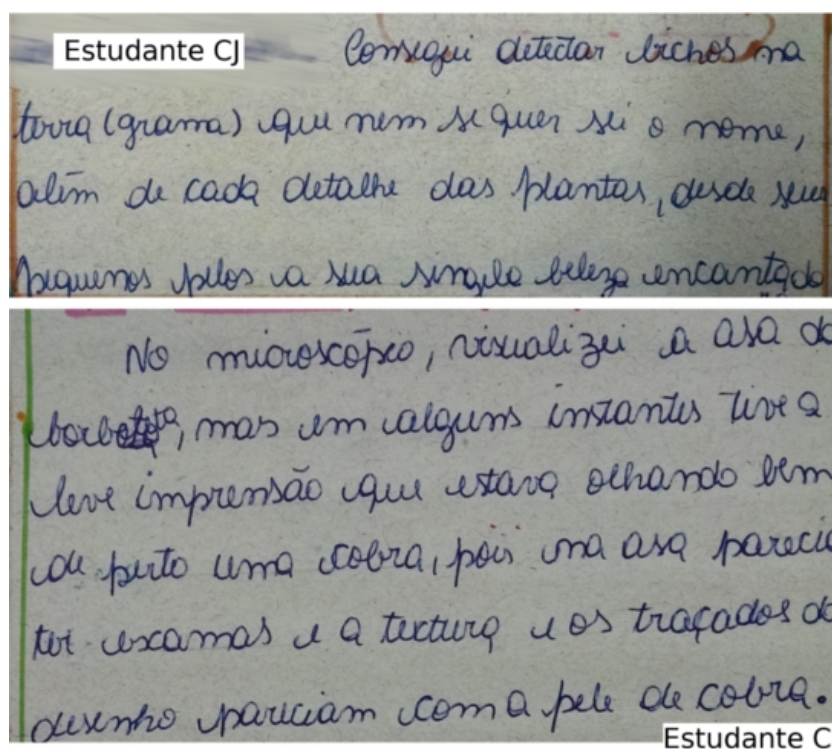 Estudante CJ
Consegui detectar bichos na
terra (grama) que nem se quer sei o nome,
além de cada detalhe das plantas, desde seus
pequenos pelos a sua singela beleza encantado
No microscópio, visualizei a asa da
borboleta, mas em alguns instantes tive a
leve imprensão que estava olhando bem
de perto uma cobra, pois na asa parecia
ter escamas e a textura e os traçados do
desenho pareciam com a pele de cobra.
Estudante C